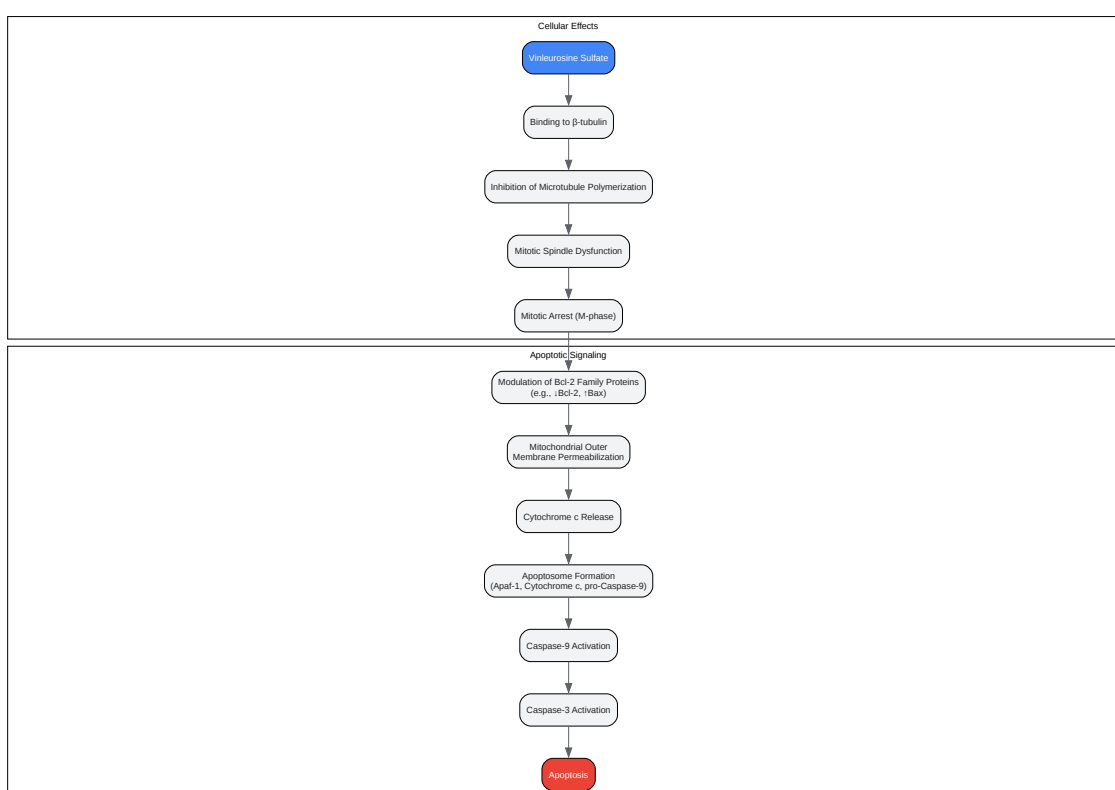 Cellular Effects
Vinleurosine Sulfate
Binding to β-tubulin
Inhibition of Microtubule Polymerization
Mitotic Spindle Dysfunction
Mitotic Arrest (M-phase)
Apoptotic Signaling
Modulation of Bcl-2 Family Proteins
(e.g., ↓Bcl-2, ↑Bax)
Mitochondrial Outer
Membrane Permeabilization
Cytochrome c Release
Apoptosome Formation
(Apaf-1, Cytochrome c, pro-Caspase-9)
Caspase-9 Activation
Caspase-3 Activation
Apoptosis